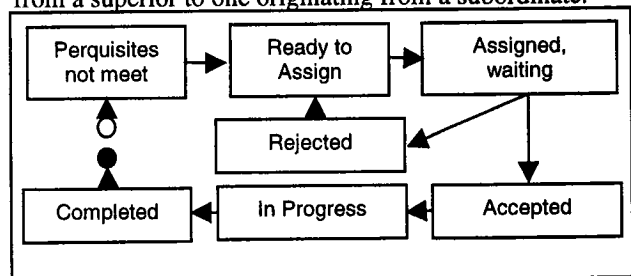 from a superior to one originating from a subordinate.
Perquisites
not meet
Ready to
Assign
Assigned,
waiting
Rejected
Completed
In Progress
Accepted